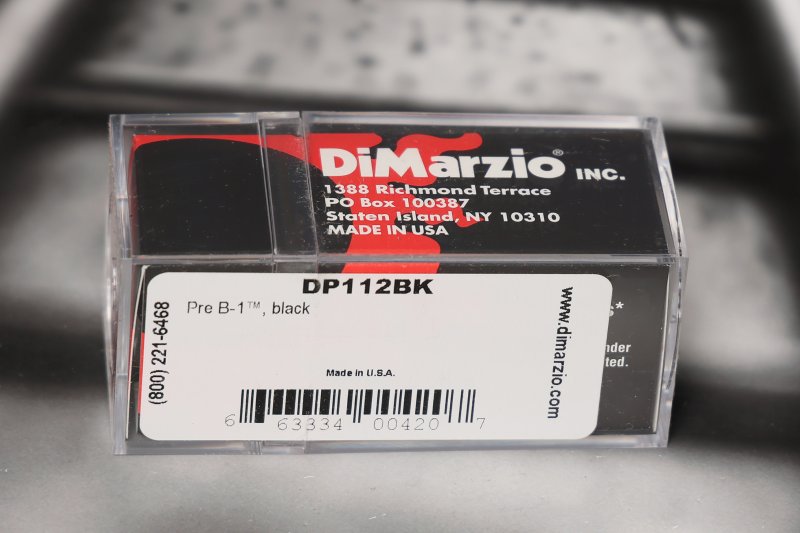 DiMarzio® INC.
1388 Richmond Terrace
PO Box 100387
Staten Island, NY 10310
MADE IN USA
DP112BK
Pre B-1™, black
(800) 221-6468
www.dimarzio.com
Made in U.S.A.
6 63334 00420 7